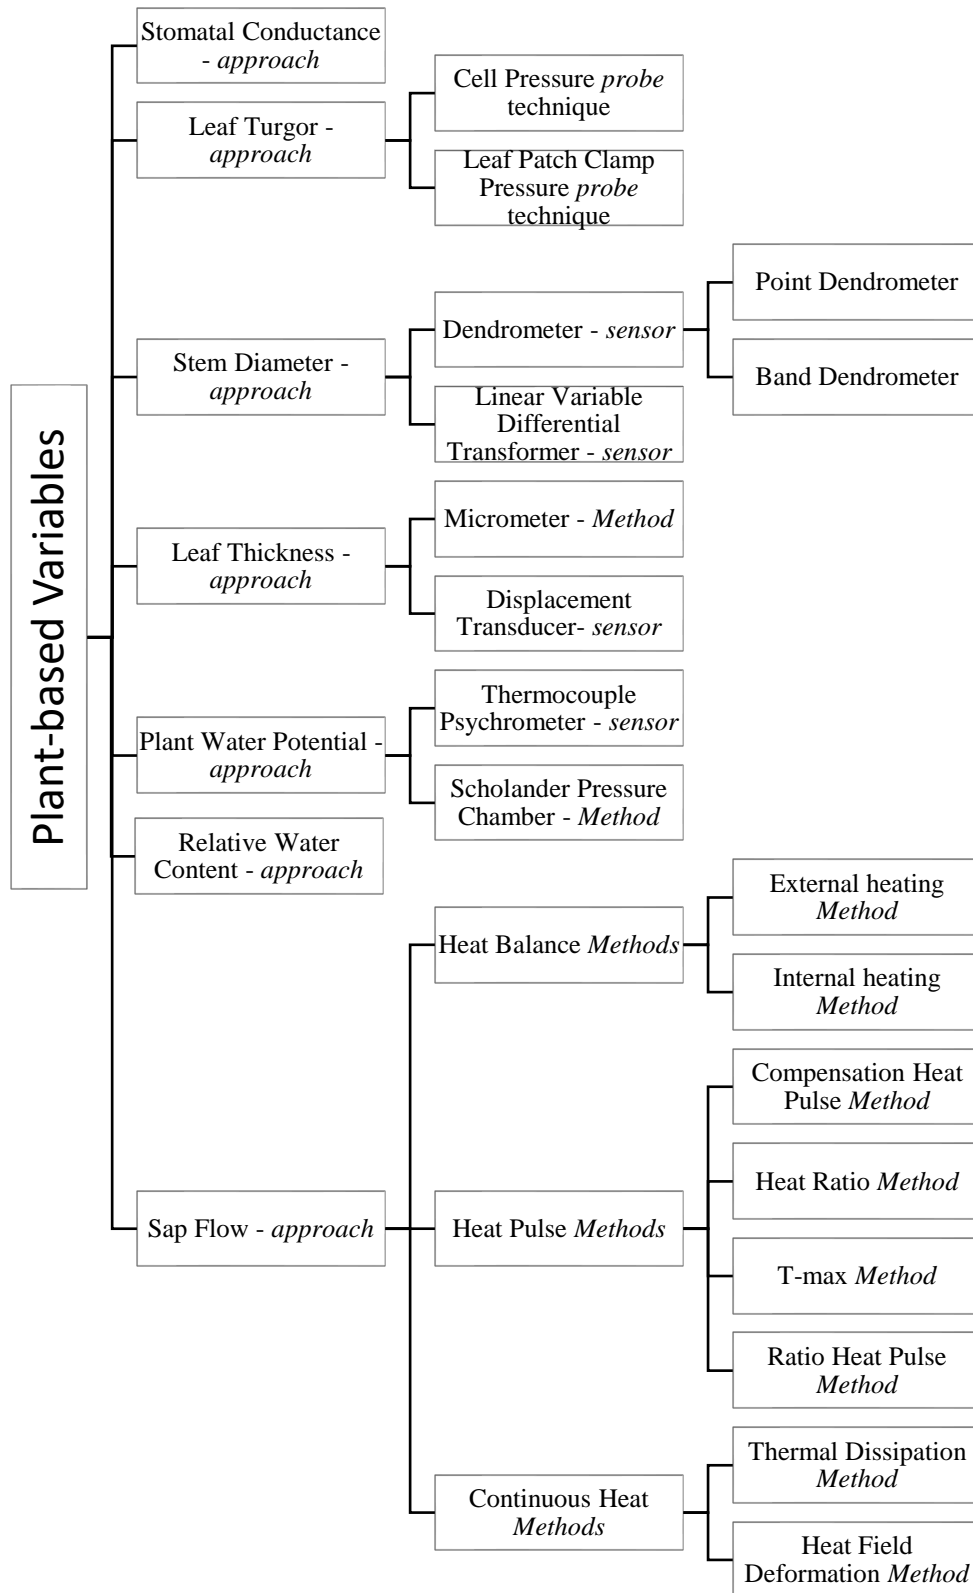 Plant-based Variables
Stomatal Conductance
- approach
Leaf Turgor -
approach
Cell Pressure probe
technique
Leaf Patch Clamp
Pressure probe
technique
Stem Diameter -
approach
Dendrometer - sensor
Point Dendrometer
Band Dendrometer
Linear Variable
Differential
Transformer - sensor
Leaf Thickness -
approach
Micrometer - Method
Displacement
Transducer- sensor
Plant Water Potential -
approach
Thermocouple
Psychrometer - sensor
Scholander Pressure
Chamber - Method
Relative Water
Content - approach
Sap Flow - approach
Heat Balance Methods
External heating
Method
Internal heating
Method
Heat Pulse Methods
Compensation Heat
Pulse Method
Heat Ratio Method
T-max Method
Ratio Heat Pulse
Method
Continuous Heat
Methods
Thermal Dissipation
Method
Heat Field
Deformation Method